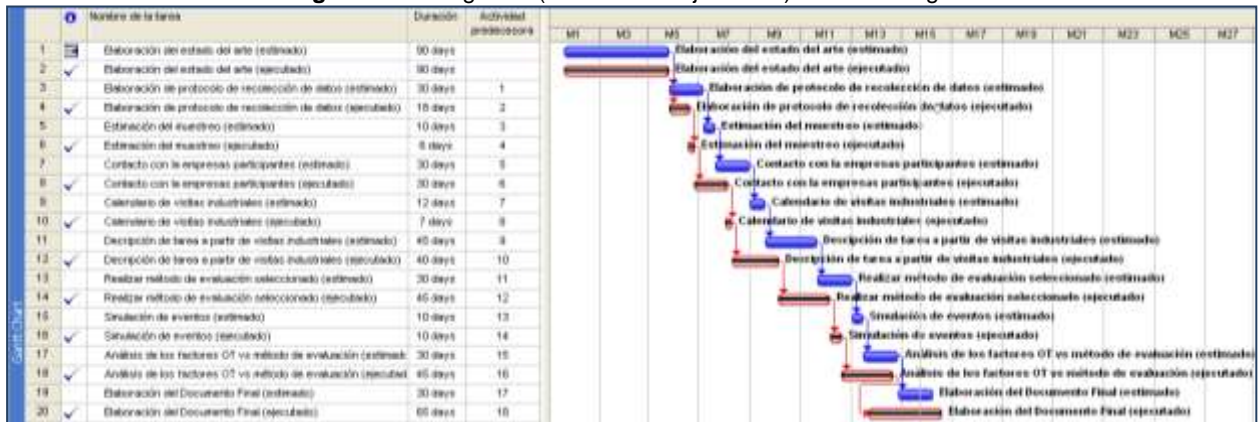 Nombre de la tarea Duración Actividad predecesora M1 M3 M5 M7 M9 M11 M13 M15 M17 M19 M21 M23 M25 M27
1 Elaboración del estado del arte (estimado) 90 days Elaboración del estado del arte (estimado)
2 Elaboración del estado del arte (ejecutado) 90 days Elaboración del estado del arte (ejecutado)
3 Elaboración de protocolo de recolección de datos (estimado) 30 days 1 Elaboración de protocolo de recolección de datos (estimado)
4 Elaboración de protocolo de recolección de datos (ejecutado) 18 days 2 Elaboración de protocolo de recolección de datos (ejecutado)
5 Estimación del muestreo (estimado) 10 days 3 Estimación del muestreo (estimado)
6 Estimación del muestreo (ejecutado) 6 days 4 Estimación del muestreo (ejecutado)
7 Contacto con la empresas participantes (estimado) 30 days 5 Contacto con la empresas participantes (estimado)
8 Contacto con la empresas participantes (ejecutado) 30 days 6 Contacto con la empresas participantes (ejecutado)
9 Calendario de visitas industriales (estimado) 12 days 7 Calendario de visitas industriales (estimado)
10 Calendario de visitas industriales (ejecutado) 7 days 8 Calendario de visitas industriales (ejecutado)
11 Decripción de tarea a partir de visitas industriales (estimado) 45 days 9 Descripción de tarea a partir de visitas industriales (estimado)
12 Decripción de tarea a partir de visitas industriales (ejecutado) 40 days 10 Descripción de tarea a partir de visitas industriales (ejecutado)
13 Realizar método de evaluación seleccionado (estimado) 30 days 11 Realizar método de evaluación seleccionado (estimado)
14 Realizar método de evaluación seleccionado (ejecutado) 45 days 12 Realizar método de evaluación seleccionado (ejecutado)
15 Simulación de eventos (estimado) 10 days 13 Simulación de eventos (estimado)
16 Simulación de eventos (ejecutado) 10 days 14 Simulación de eventos (ejecutado)
17 Análisis de los factores OT vs método de evaluación (estimado 30 days 15 Análisis de los factores OT vs método de evaluación (estimado)
18 Análisis de los factores OT vs método de evaluación (ejecutad 45 days 16 Análisis de los factores OT vs método de evaluación (ejecutado)
19 Elaboración del Documento Final (estimado) 30 days 17 Elaboración del Documento Final (estimado)
20 Elaboración del Documento Final (ejecutado) 65 days 18 Elaboración del Documento Final (ejecutado)
Gantt Chart